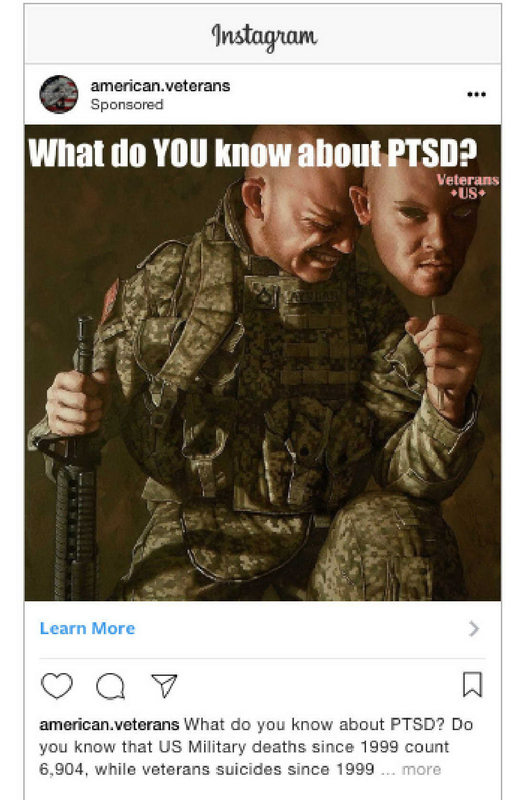 Instagram
american.veterans
Sponsored
What do YOU know about PTSD?
Veterans
US
Learn More
american.veterans What do you know about PTSD? Do
you know that US Military deaths since 1999 count
6,904, while veterans suicides since 1999 ... more